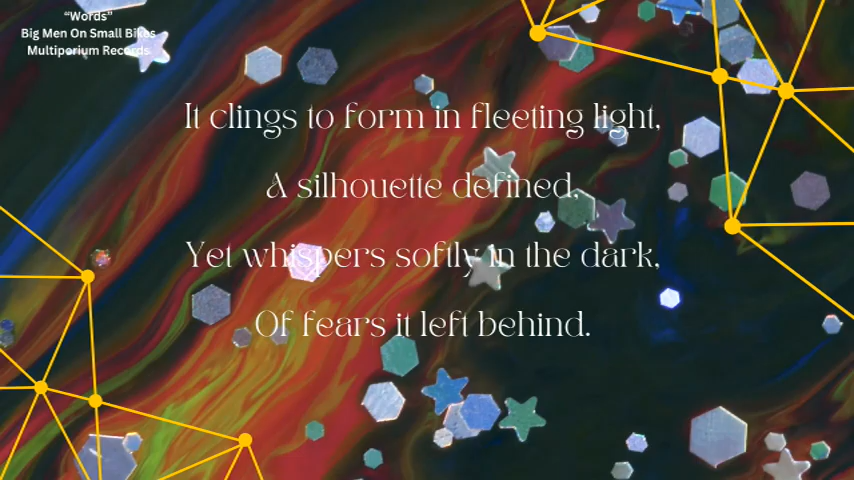 “Words”
Big Men On Small Bikes
Multiporium Records
It clings to form in fleeting light,
A silhouette defined,
Yet whispers softly in the dark,
Of fears it left behind.